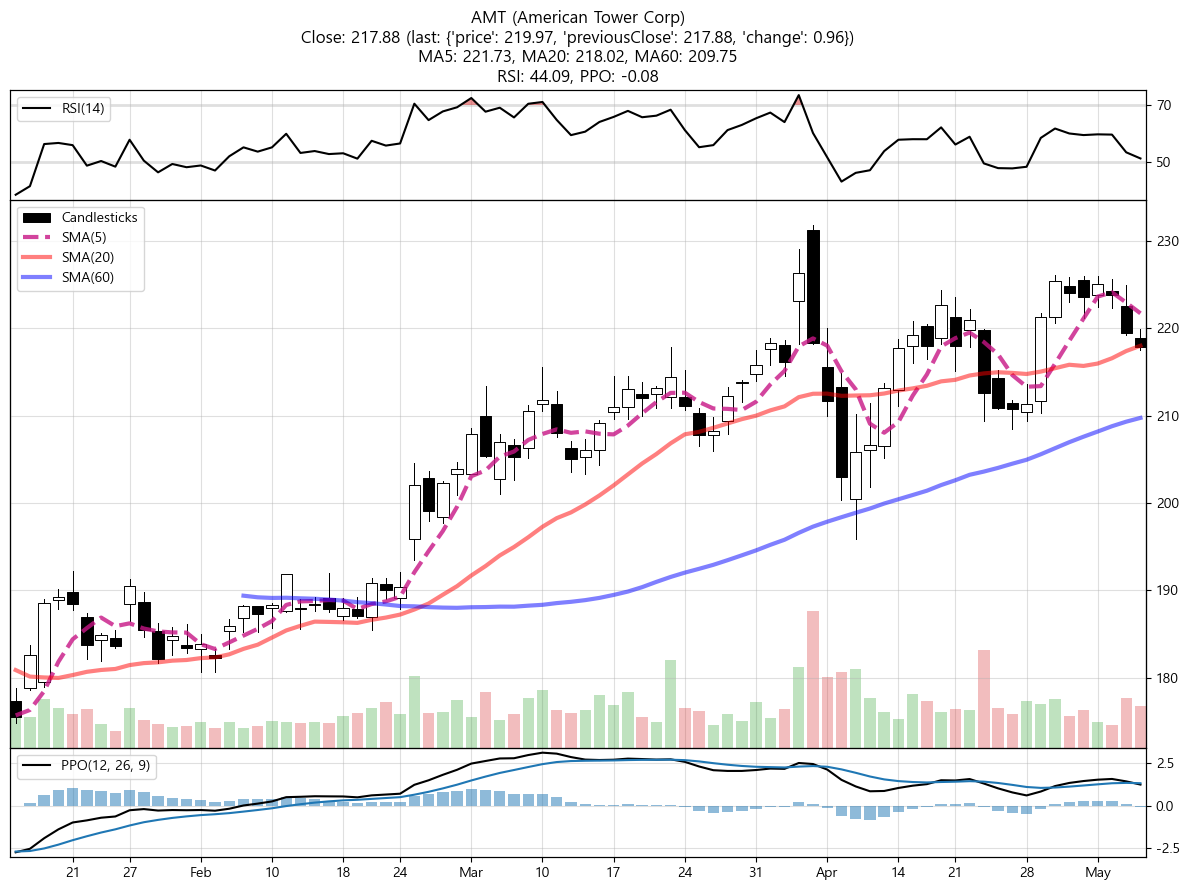 AMT (American Tower Corp)
Close: 217.88 (last: {'price': 219.97, 'previousClose': 217.88, 'change': 0.96})
MA5: 221.73, MA20: 218.02, MA60: 209.75
RSI: 44.09, PPO: -0.08
RSI(14)
70
50
Candlesticks
SMA(5)
SMA(20)
SMA(60)
230
220
210
200
190
180
PPO(12, 26, 9)
2.5
0.0
−2.5
21 27 Feb 10 18 24 Mar 10 17 24 31 Apr 14 21 28 May